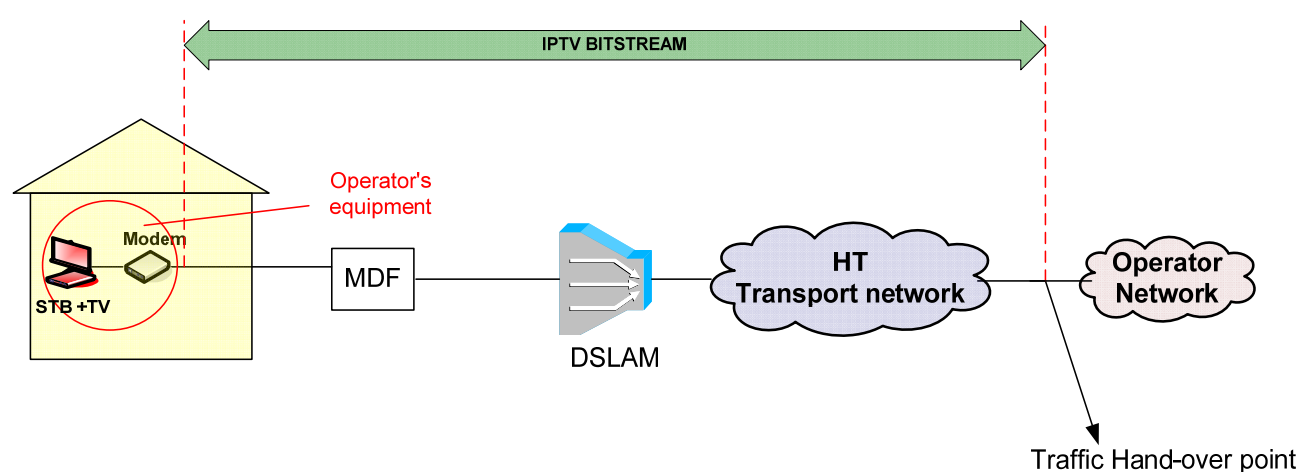 IPTV BITSTREAM
Operator's
equipment
Modem
STB +TV
MDF
DSLAM
HT
Transport network
Operator
Network
Traffic Hand-over point